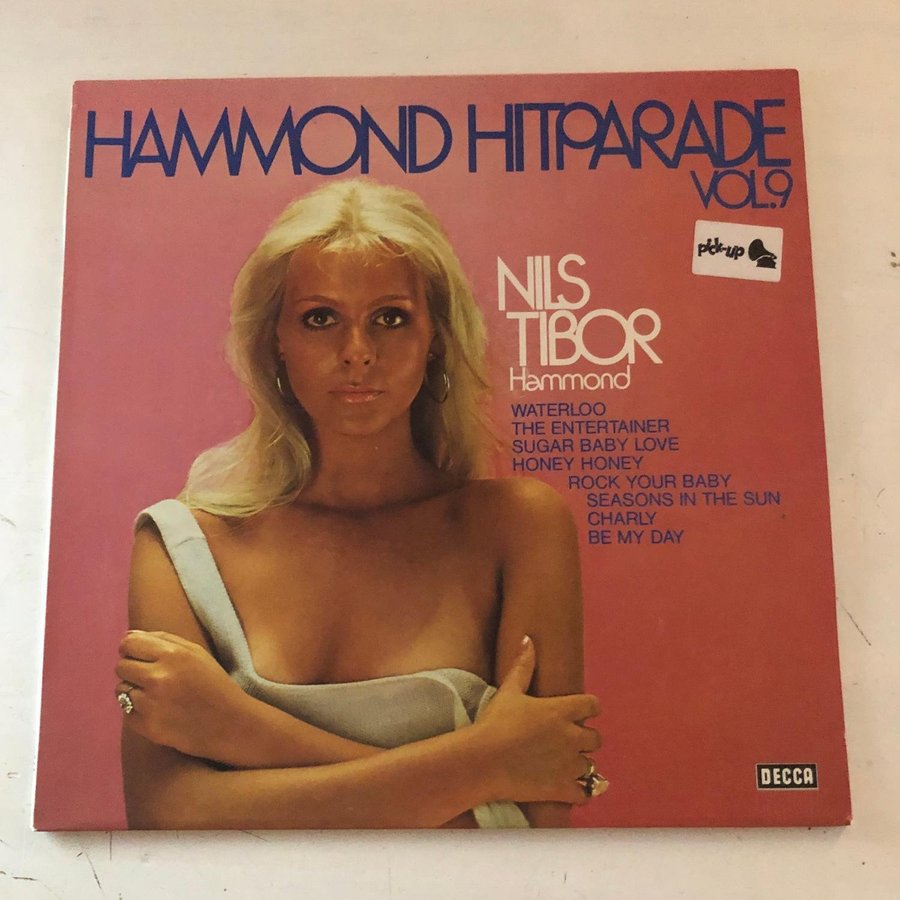 HAMMOND HITPARADE
VOL.9
pick-up
NILS
TIBOR
Hammond
WATERLOO
THE ENTERTAINER
SUGAR BABY LOVE
HONEY HONEY
ROCK YOUR BABY
SEASONS IN THE SUN
CHARLY
BE MY DAY
DECCA